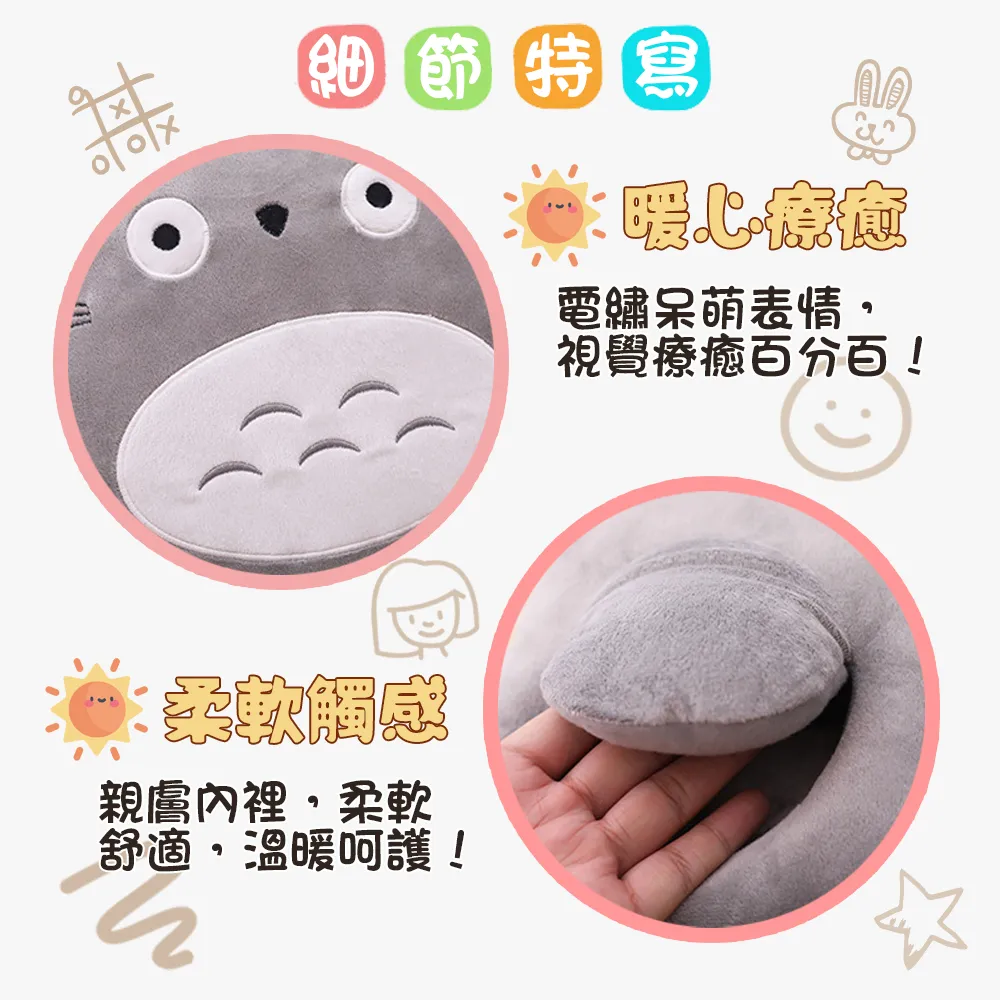 細節特寫
暖心療癒
電繡呆萌表情，
視覺療癒百分百！
柔軟觸感
親膚內裡，柔軟
舒適，溫暖呵護！